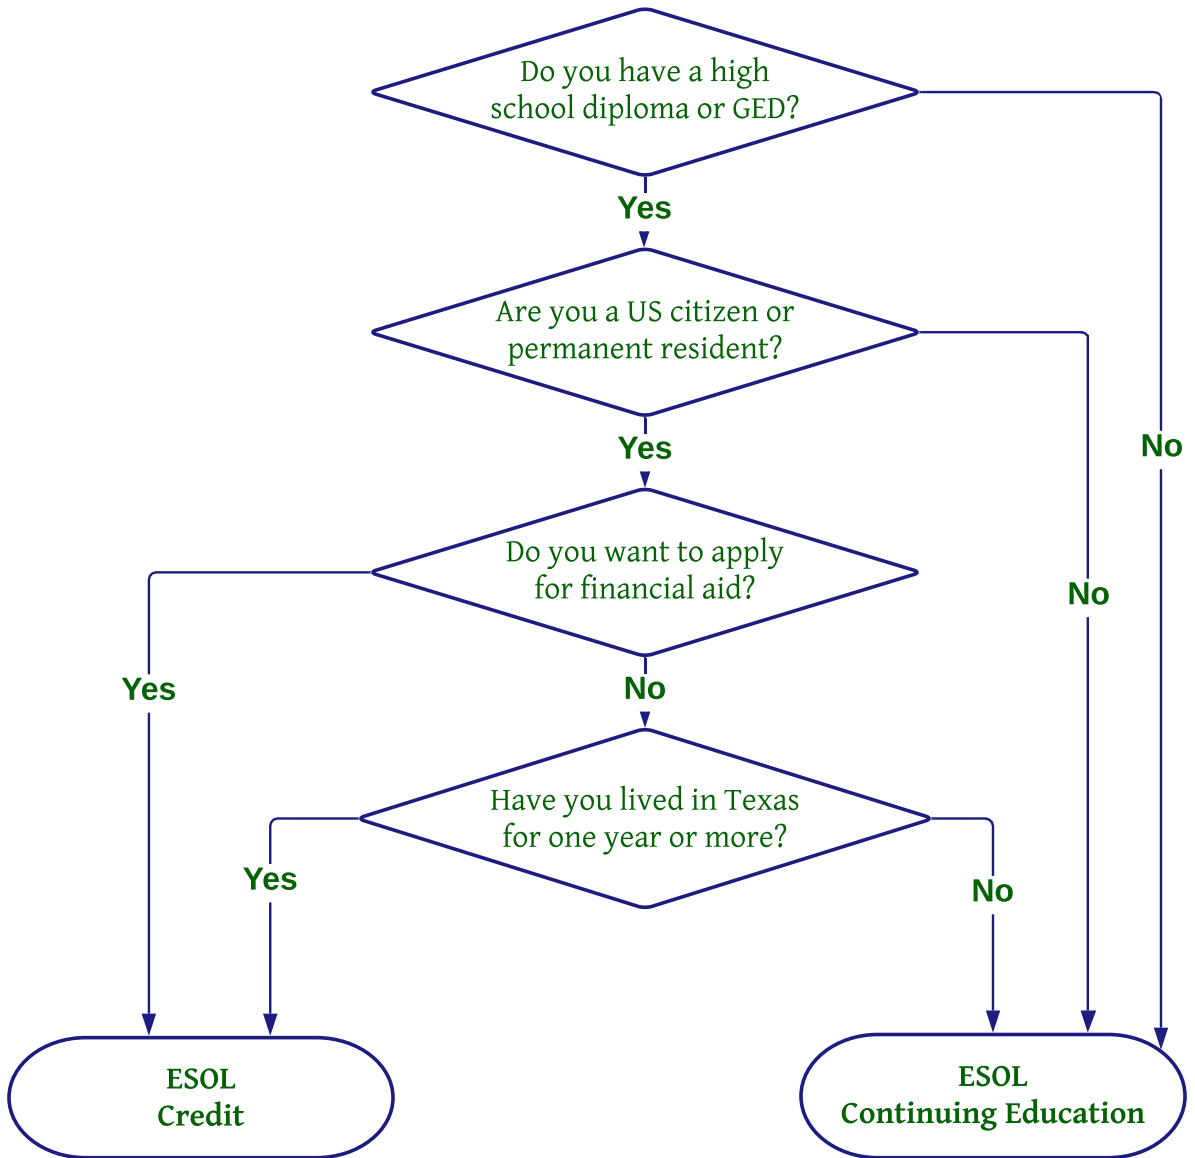 Do you have a high
school diploma or GED?
Yes
Are you a US citizen or
permanent resident?
Yes
No
Do you want to apply
for financial aid?
No
Yes
No
Have you lived in Texas
for one year or more?
Yes
No
ESOL
Credit
ESOL
Continuing Education